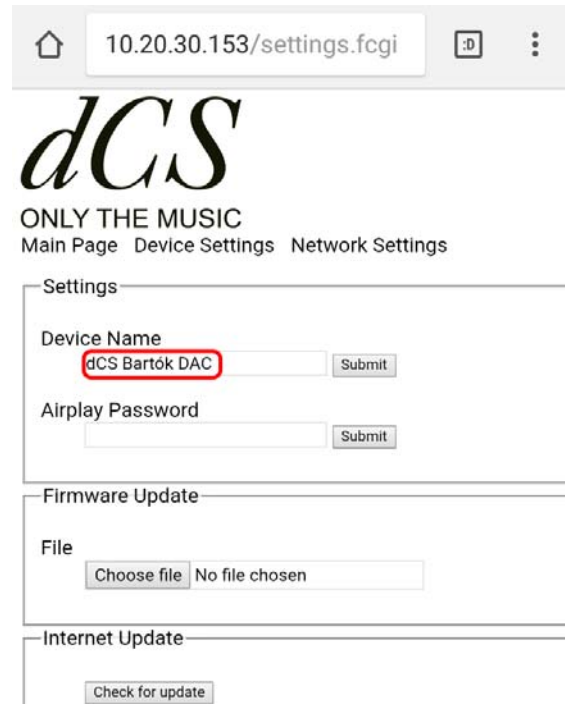 10.20.30.153/settings.fcgi :D
dCS
ONLY THE MUSIC
Main Page Device Settings Network Settings
Settings
Device Name
dCS Bartók DAC Submit
Airplay Password
Submit
Firmware Update
File
Choose file No file chosen
Internet Update
Check for update